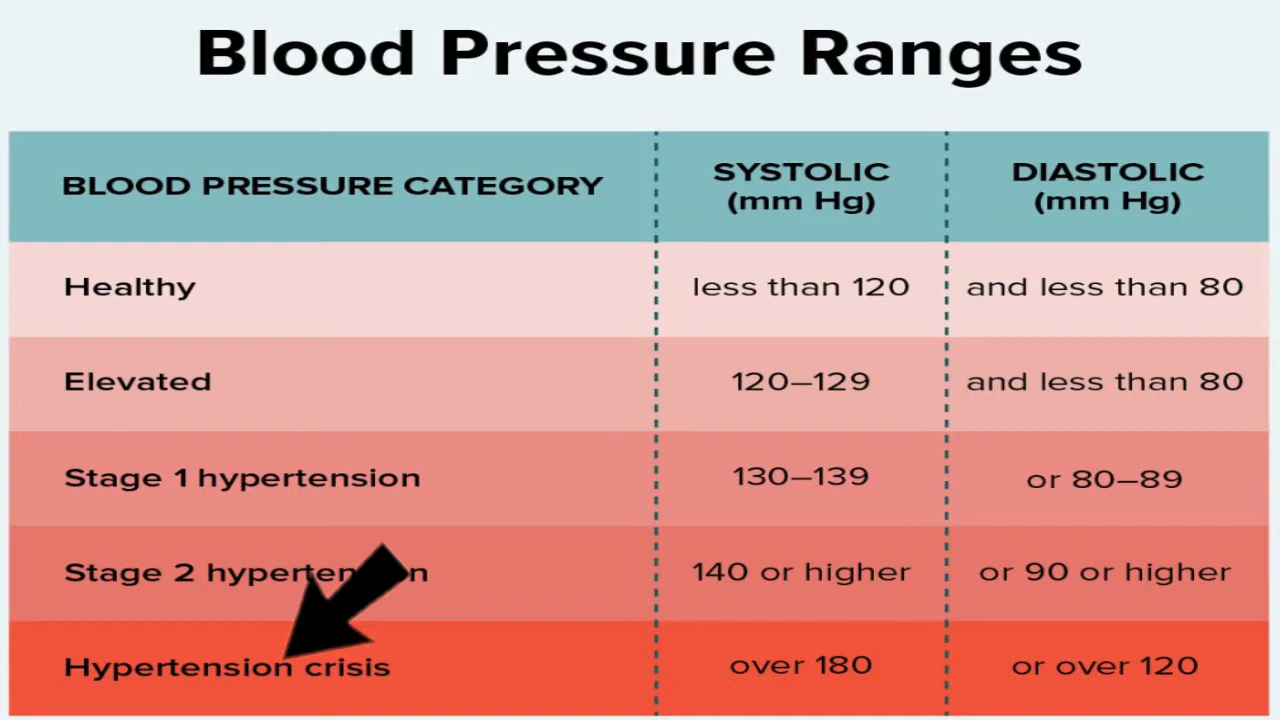 Blood Pressure Ranges
BLOOD PRESSURE CATEGORY
SYSTOLIC
(mm Hg)
DIASTOLIC
(mm Hg)
Healthy
less than 120
and less than 80
Elevated
120–129
and less than 80
Stage 1 hypertension
130–139
or 80–89
Stage 2 hypertension
140 or higher
or 90 or higher
Hypertension crisis
over 180
or over 120